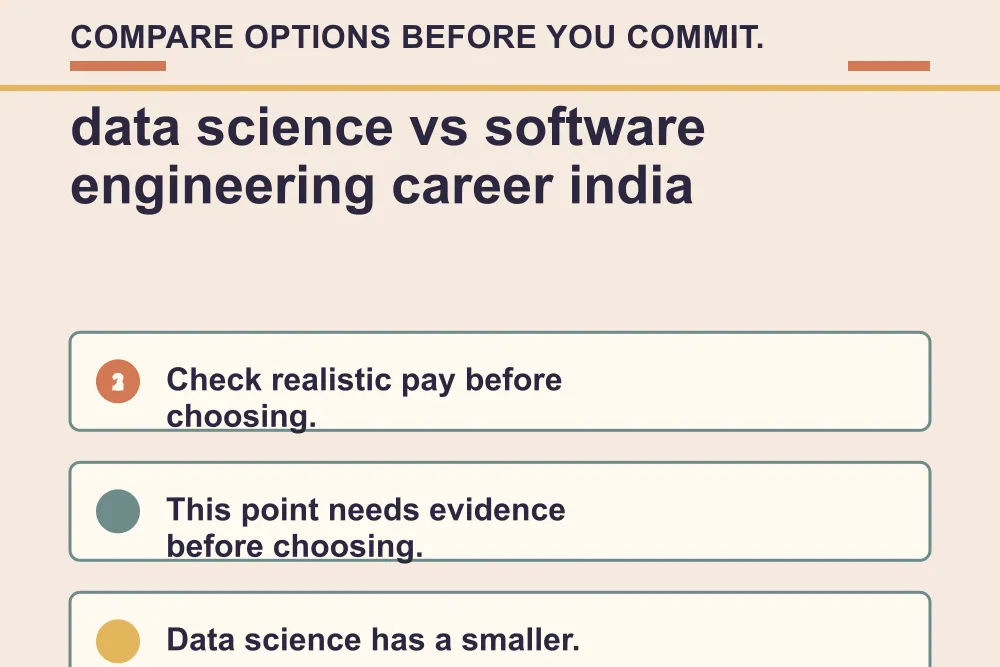 COMPARE OPTIONS BEFORE YOU COMMIT.
data science vs software
engineering career india
Check realistic pay before
choosing.
This point needs evidence
before choosing.
Data science has a smaller.